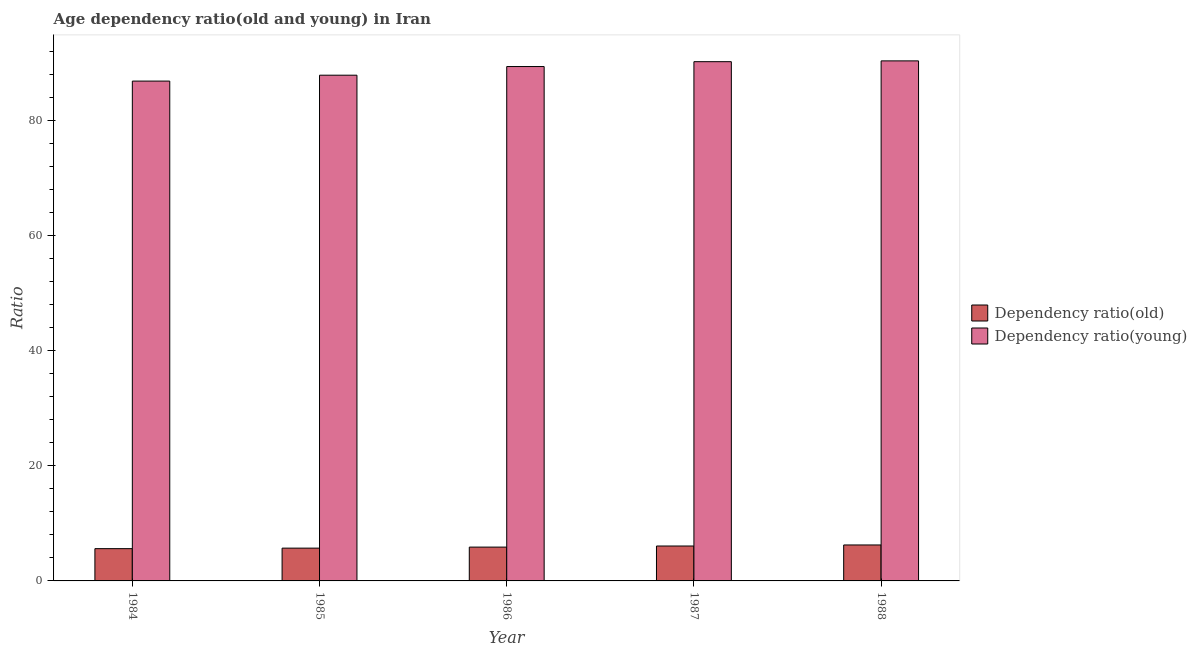 Age dependency ratio(old and young) in Iran
Ratio
80
60
40
20
0
1984
1985
1986
1987
1988
Year
Dependency ratio(old)
Dependency ratio(young)